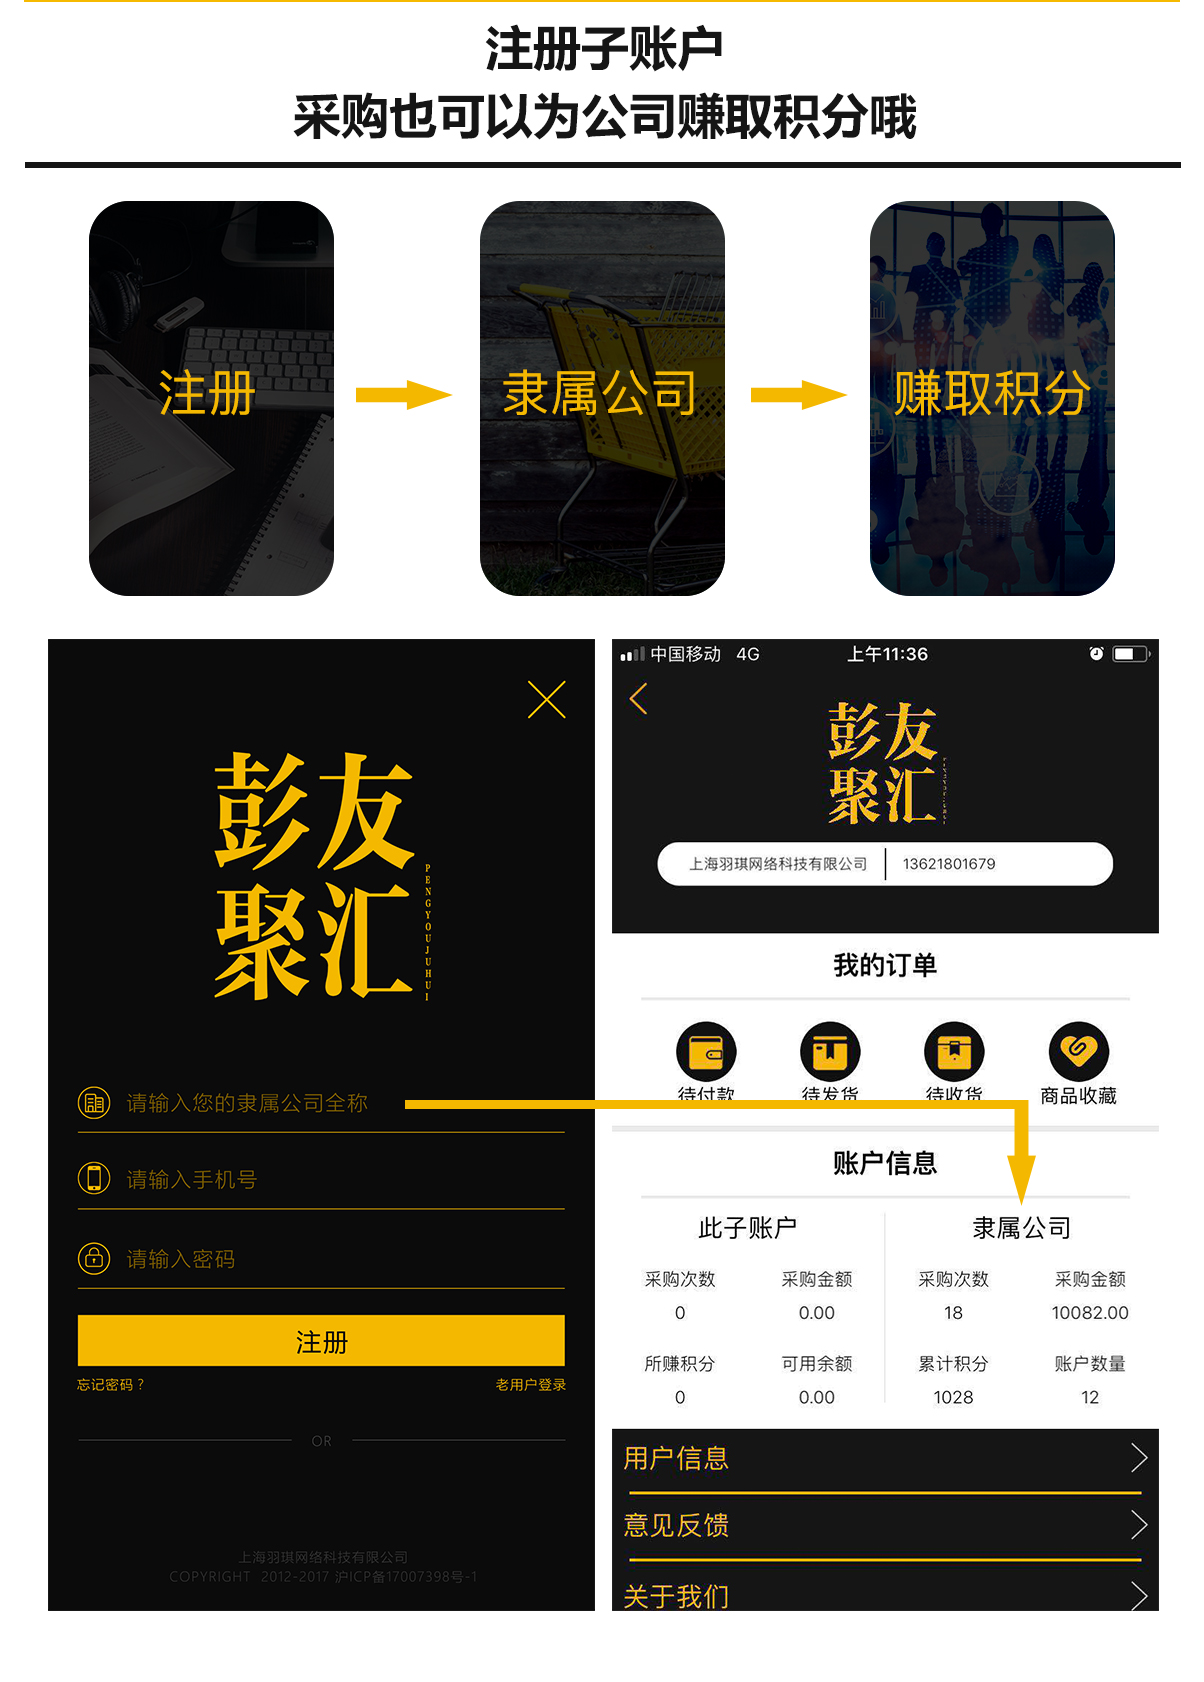 注册子账户
采购也可以为公司赚取积分哦
注册
隶属公司
赚取积分
彭友
聚汇
PENGYOUJUHUI
请输入您的隶属公司全称
请输入手机号
请输入密码
注册
忘记密码？
老用户登录
OR
上海羽琪网络科技有限公司
COPYRIGHT 2012-2017 沪ICP备17007398号-1
中国移动 4G 上午11:36
彭友
聚汇
上海羽琪网络科技有限公司 13621801679
我的订单
待付款 待发货 待收货 商品收藏
账户信息
此子账户 隶属公司
采购次数 采购金额 采购次数 采购金额
0 0.00 18 10082.00
所赚积分 可用余额 累计积分 账户数量
0 0.00 1028 12
用户信息
意见反馈
关于我们